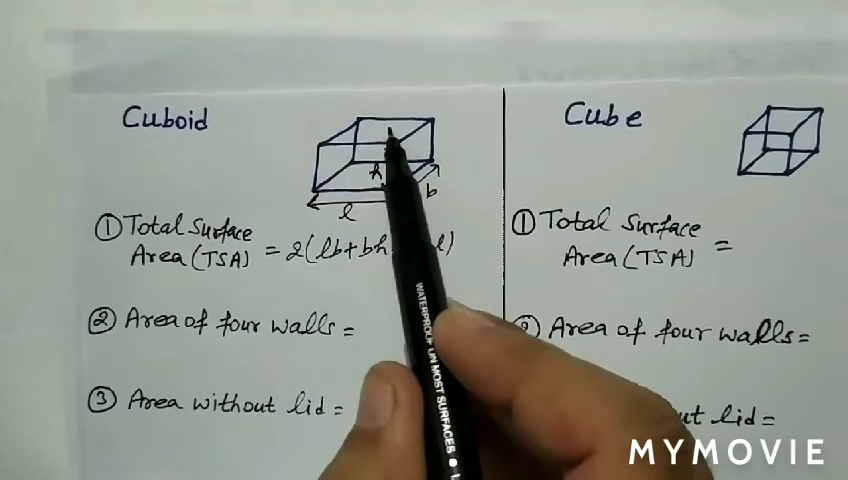 Cuboid
h
b
l
① Total Surface
Area (TSA) = 2(lb+bh l)
② Area of four walls =
③ Area without lid =
Cube
① Total Surface
Area (TSA) =
② Area of four walls =
ut lid =
WATERPROOF ON MOST SURFACES
MYMOVIE